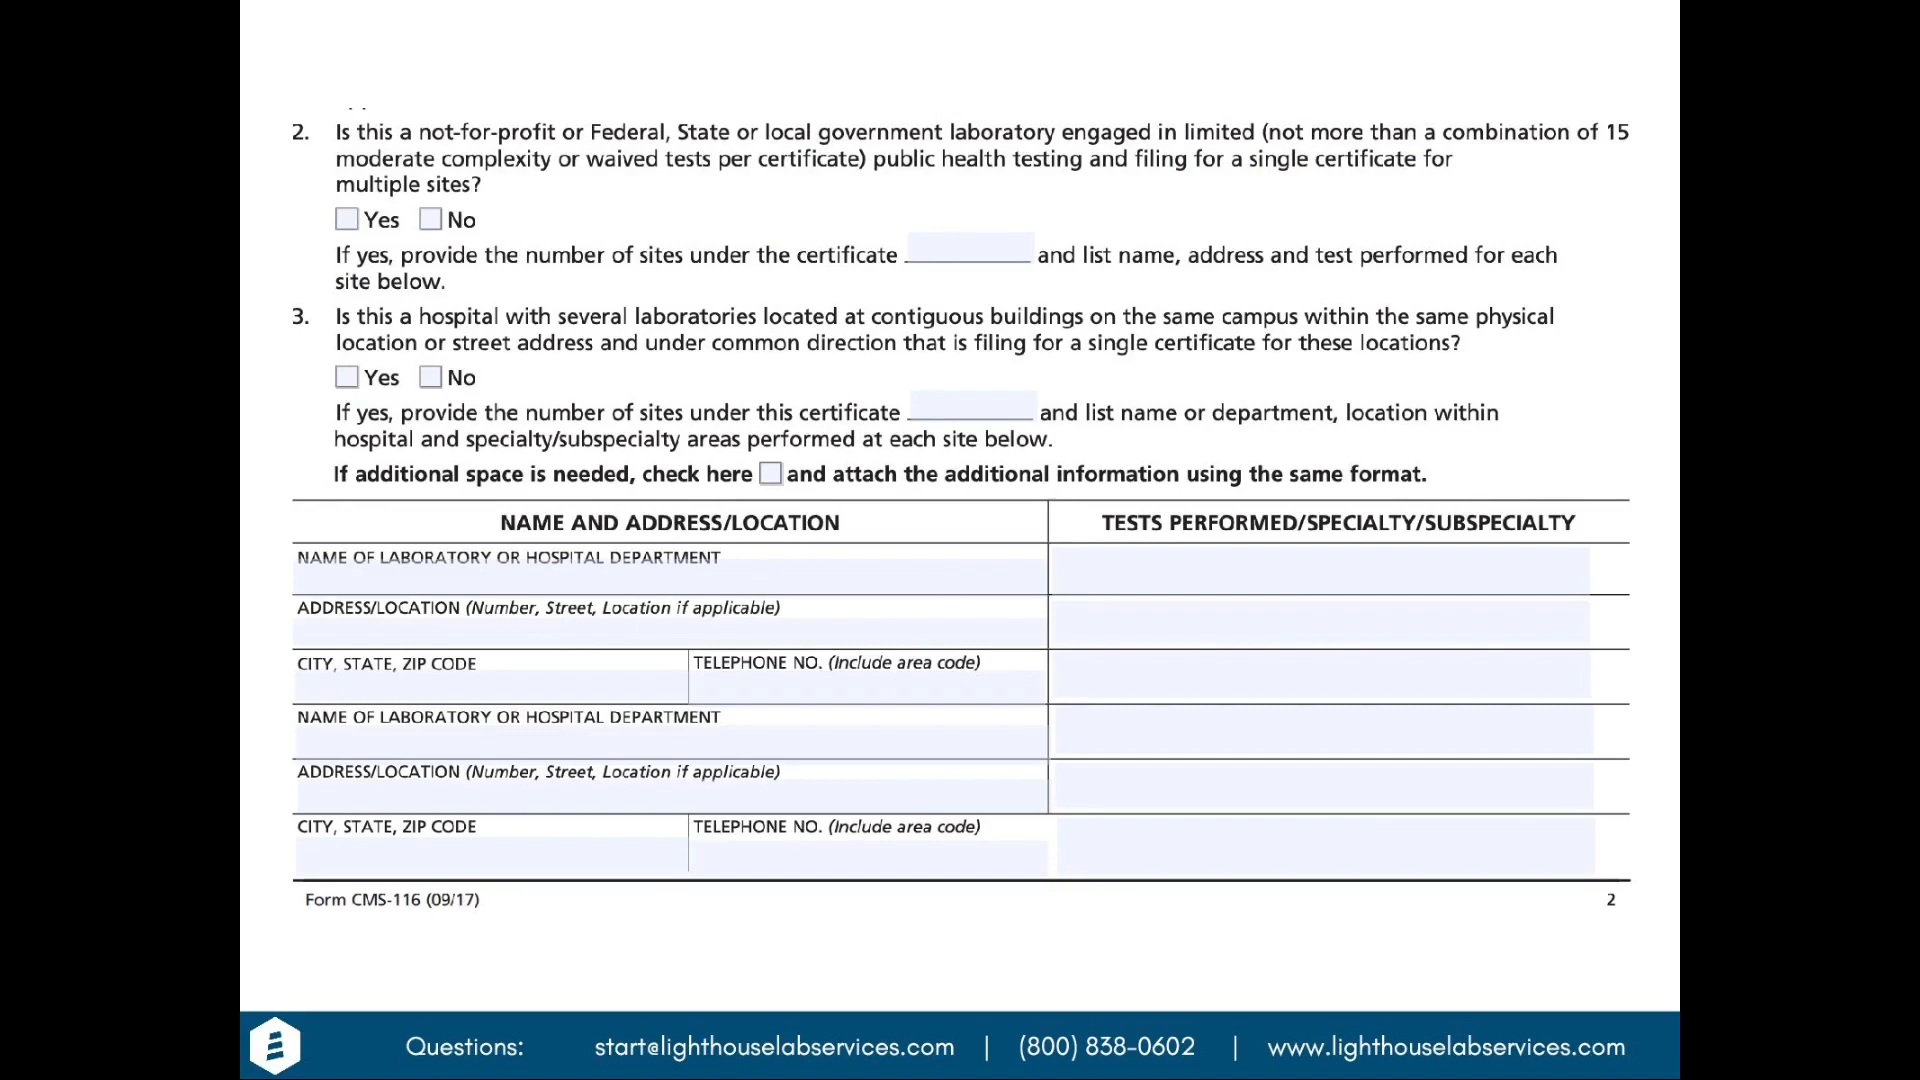 2. Is this a not-for-profit or Federal, State or local government laboratory engaged in limited (not more than a combination of 15
moderate complexity or waived tests per certificate) public health testing and filing for a single certificate for
multiple sites?
Yes No
If yes, provide the number of sites under the certificate and list name, address and test performed for each
site below.
3. Is this a hospital with several laboratories located at contiguous buildings on the same campus within the same physical
location or street address and under common direction that is filing for a single certificate for these locations?
Yes No
If yes, provide the number of sites under this certificate and list name or department, location within
hospital and specialty/subspecialty areas performed at each site below.
If additional space is needed, check here and attach the additional information using the same format.
NAME AND ADDRESS/LOCATION TESTS PERFORMED/SPECIALTY/SUBSPECIALTY
NAME OF LABORATORY OR HOSPITAL DEPARTMENT
ADDRESS/LOCATION (Number, Street, Location if applicable)
CITY, STATE, ZIP CODE TELEPHONE NO. (Include area code)
NAME OF LABORATORY OR HOSPITAL DEPARTMENT
ADDRESS/LOCATION (Number, Street, Location if applicable)
CITY, STATE, ZIP CODE TELEPHONE NO. (Include area code)
Form CMS-116 (09/17) 2
Questions: start@lighthouselabservices.com | (800) 838-0602 | www.lighthouselabservices.com